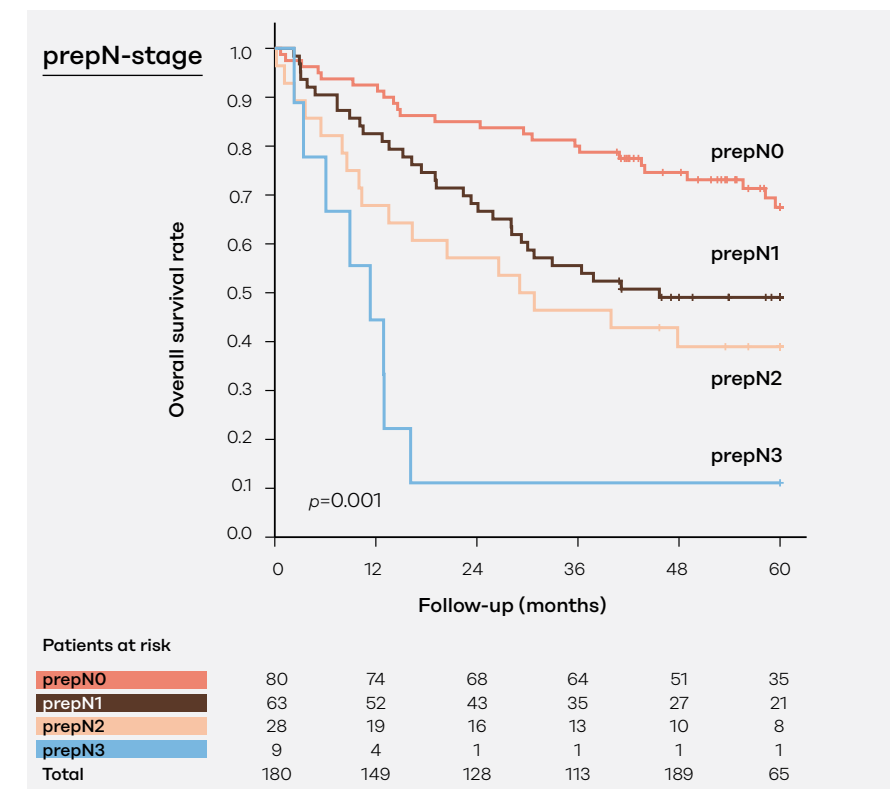 prepN-stage
1.0
0.9
0.8
0.7
0.6
0.5
0.4
0.3
0.2
0.1
0.0
Overall survival rate
prepN0
prepN1
prepN2
prepN3
p=0.001
0 12 24 36 48 60
Follow-up (months)
Patients at risk
prepN0 80 74 68 64 51 35
prepN1 63 52 43 35 27 21
prepN2 28 19 16 13 10 8
prepN3 9 4 1 1 1 1
Total 180 149 128 113 189 65